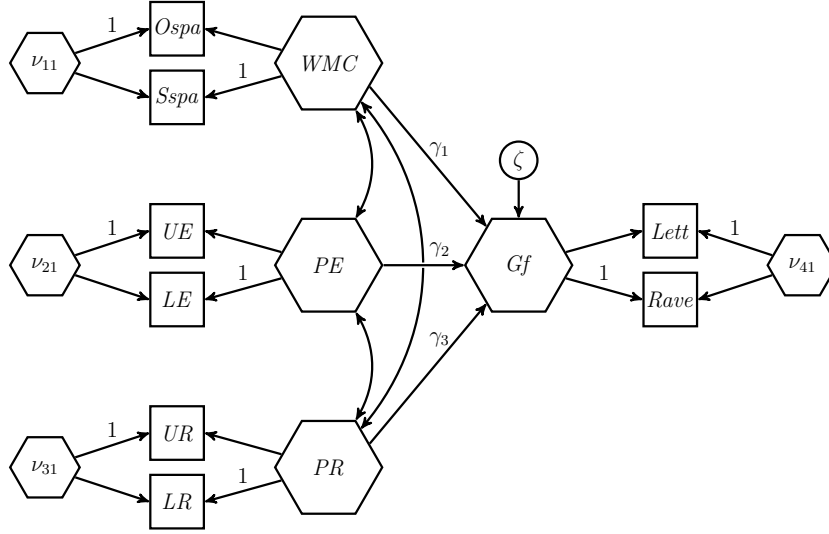 1
Ospa
ν₁₁
WMC
Sspa
1
γ₁
ζ
1
UE
ν₂₁
PE
LE
1
γ₂
Gf
Lett
1
ν₄₁
Rave
1
γ₃
1
UR
ν₃₁
PR
LR
1